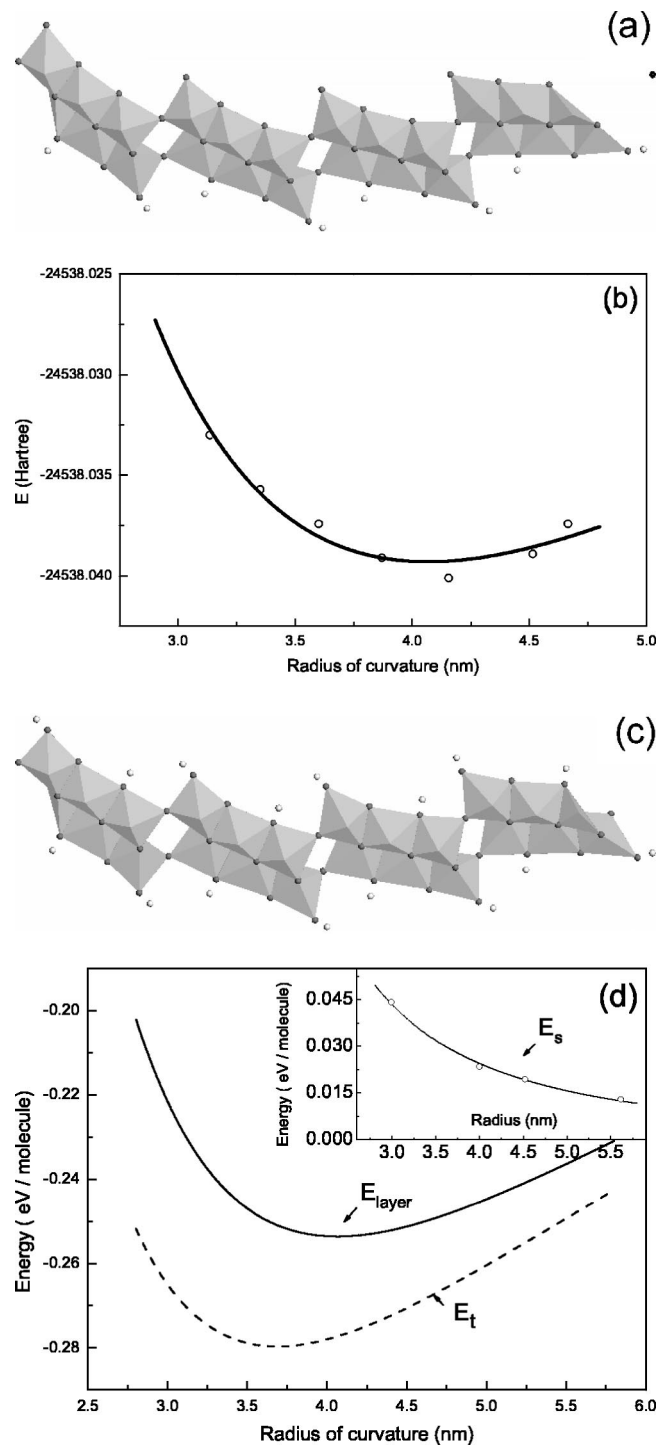 (a)
(b)
-24538.025
-24538.030
-24538.035
-24538.040
E (Hartree)
3.0 3.5 4.0 4.5 5.0
Radius of curvature (nm)
(c)
(d)
-0.20
-0.22
-0.24
-0.26
-0.28
Energy ( eV / molecule)
0.045
0.030
0.015
0.000
Energy ( eV / molecule)
E_s
Radius (nm)
3.0 3.5 4.0 4.5 5.0 5.5
E_layer
E_t
2.5 3.0 3.5 4.0 4.5 5.0 5.5 6.0
Radius of curvature (nm)